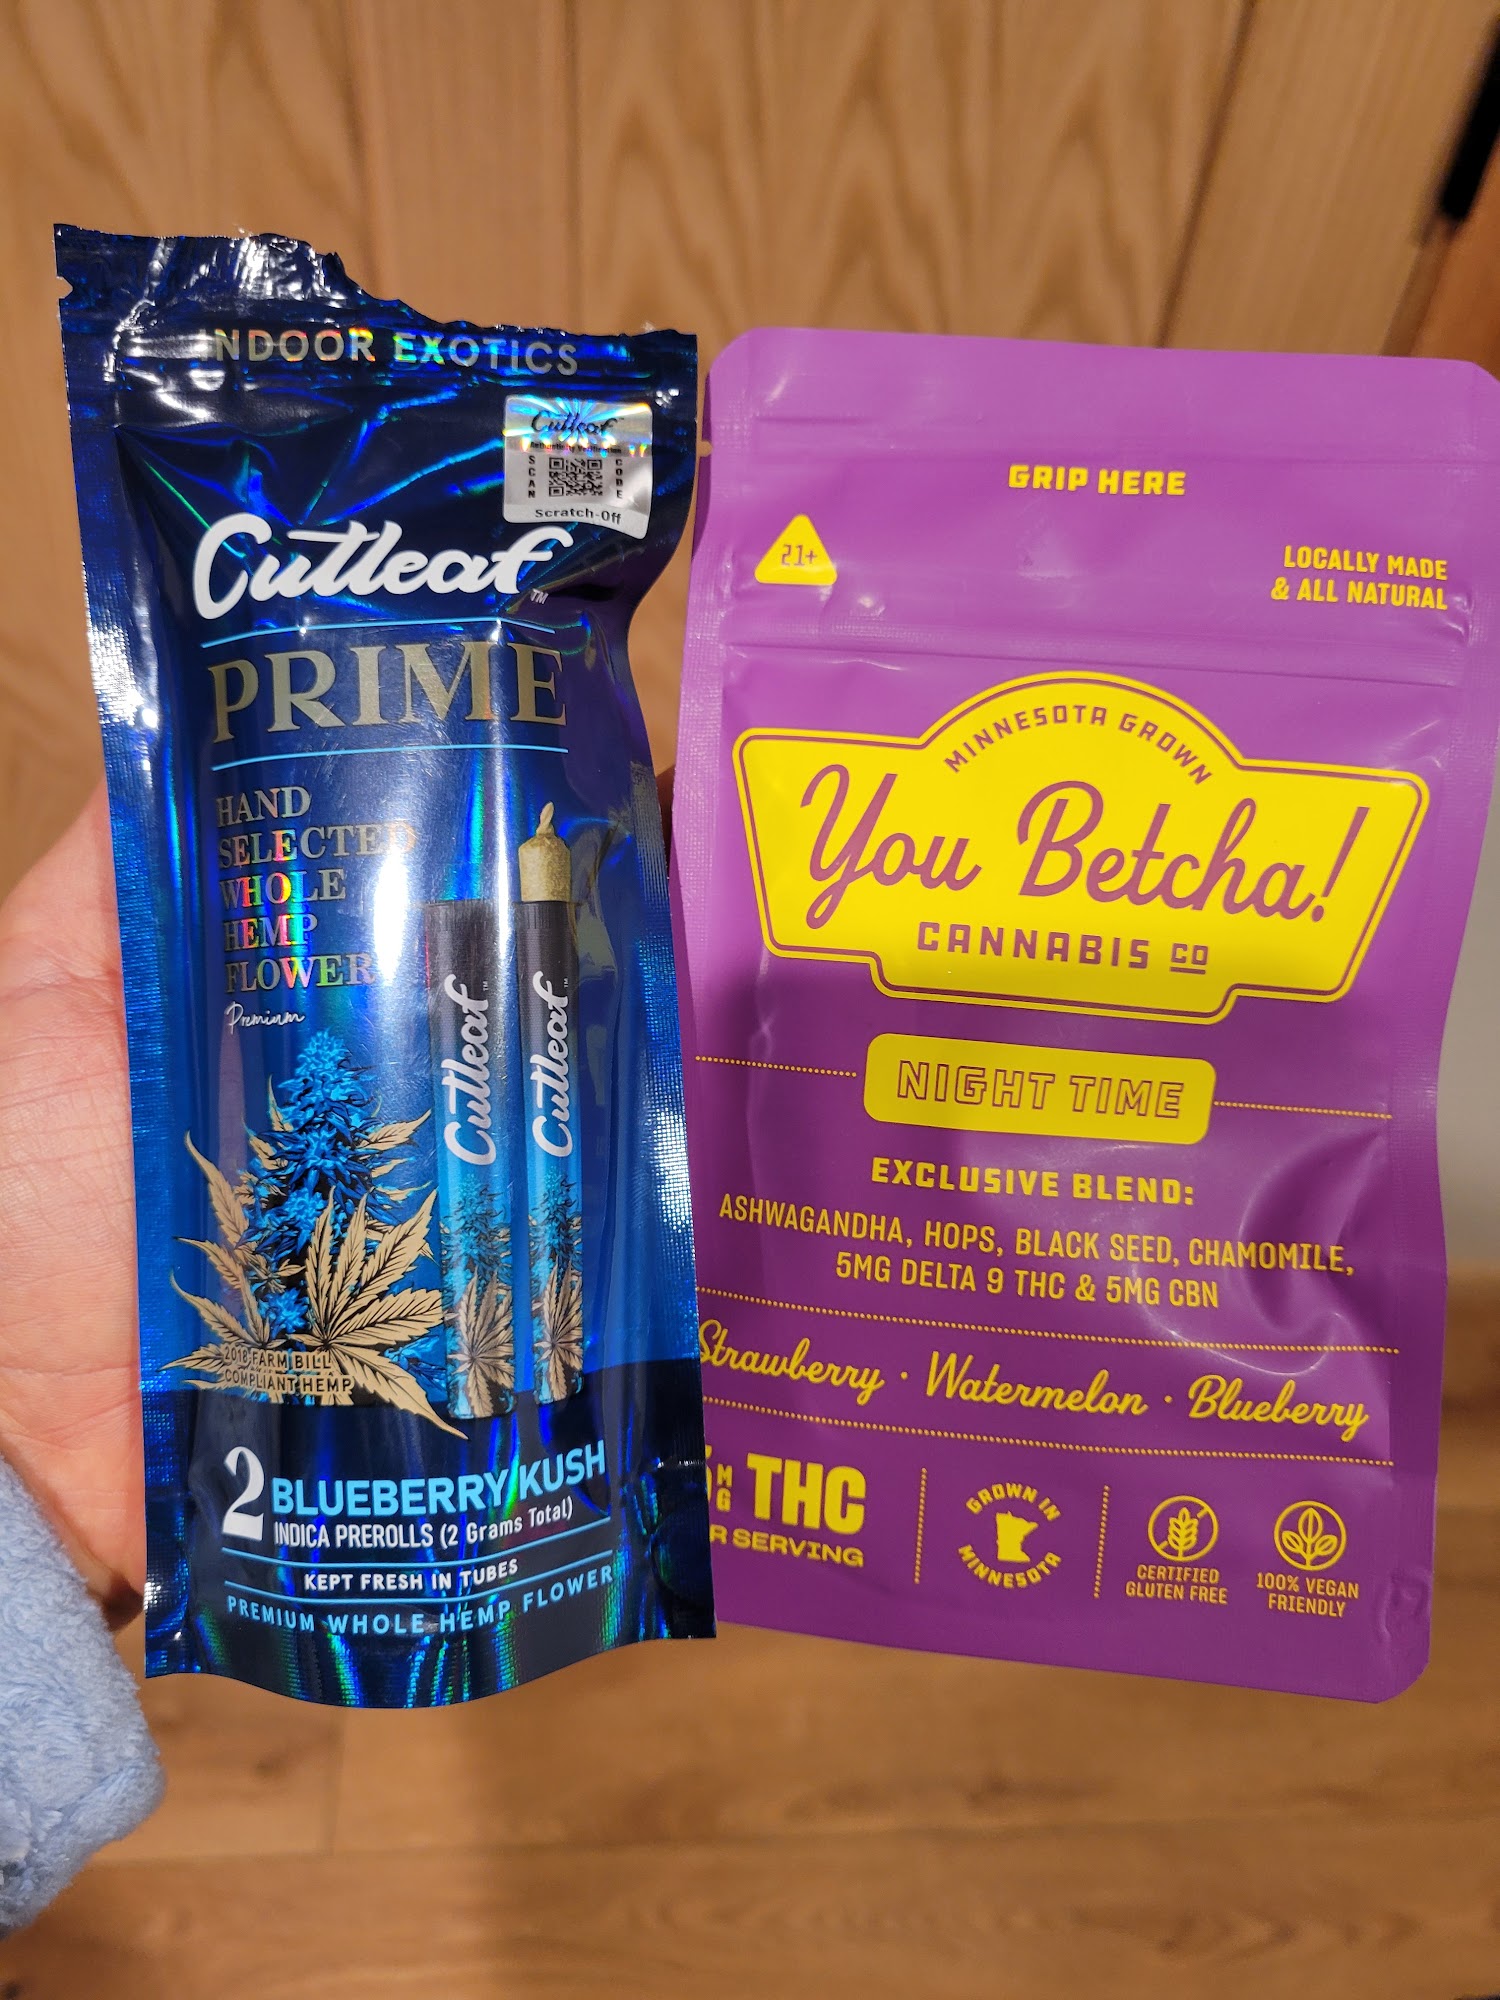 INDOOR EXOTICS
Cutleaf
SCAN
CODE
Scratch-Off
Cutleaf™
PRIME
HAND
SELECTED
WHOLE
HEMP
FLOWER
Premium
Cutleaf™
Cutleaf™
2018 FARM BILL
COMPLIANT HEMP
2 BLUEBERRY KUSH
INDICA PREROLLS (2 Grams Total)
KEPT FRESH IN TUBES
PREMIUM WHOLE HEMP FLOWER
GRIP HERE
21+
LOCALLY MADE
& ALL NATURAL
MINNESOTA GROWN
You Betcha!
CANNABIS CO
NIGHT TIME
EXCLUSIVE BLEND:
ASHWAGANDHA, HOPS, BLACK SEED, CHAMOMILE,
5MG DELTA 9 THC & 5MG CBN
Strawberry · Watermelon · Blueberry
MG THC
SERVING
GROWN IN
MINNESOTA
CERTIFIED
GLUTEN FREE
100% VEGAN
FRIENDLY